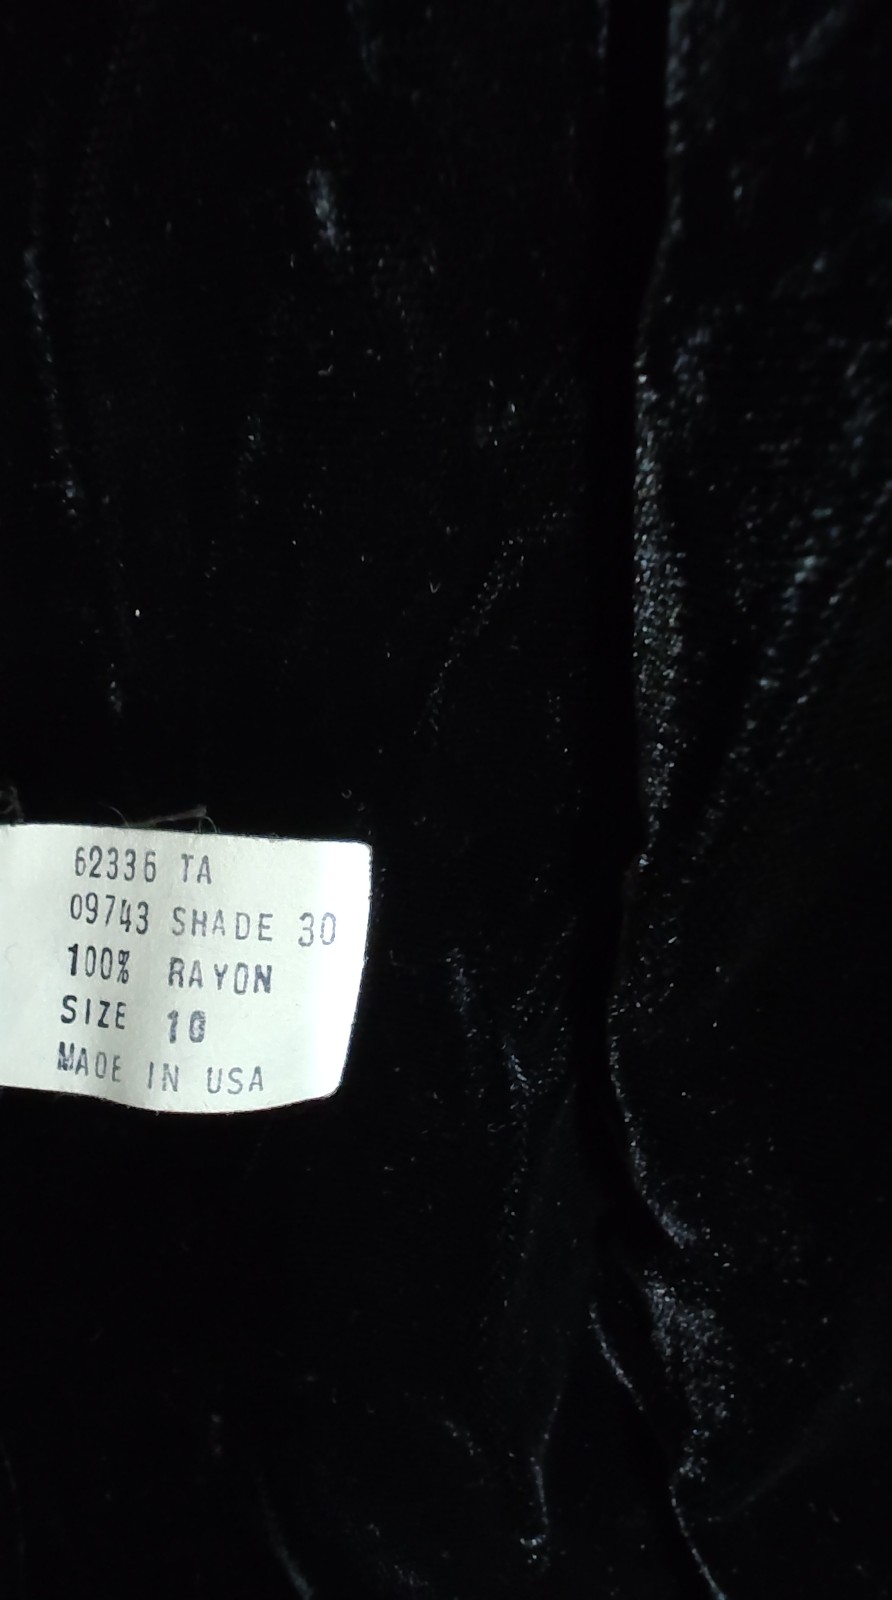 62336 TA
09743 SHADE 30
100% RAYON
SIZE 10
MADE IN USA